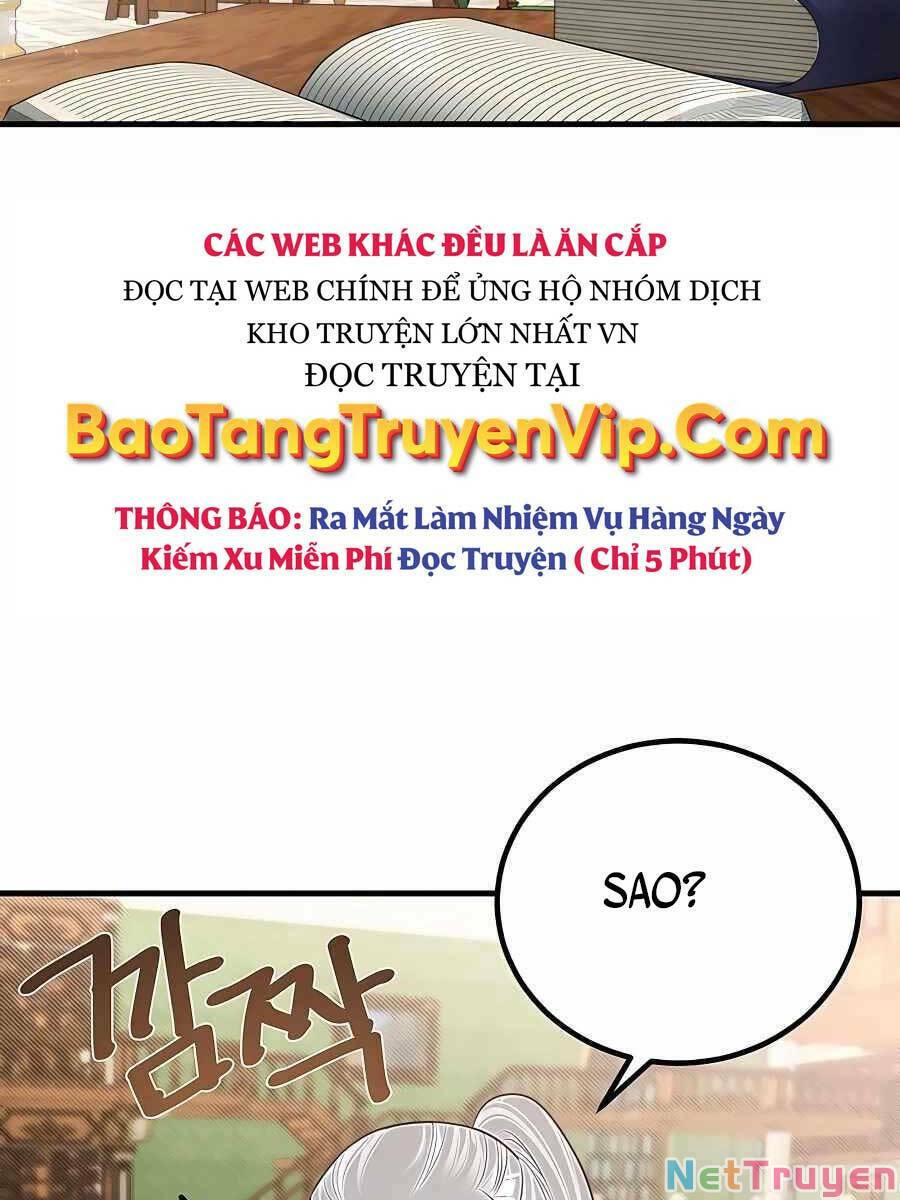 CÁC WEB KHÁC ĐỀU LÀ ĂN CẮP
ĐỌC TẠI WEB CHÍNH ĐỂ ỦNG HỘ NHÓM DỊCH
KHO TRUYỆN LỚN NHẤT VN
ĐỌC TRUYỆN TẠI
BaoTangTruyenVip.Com
THÔNG BÁO: Ra Mắt Làm Nhiệm Vụ Hàng Ngày
Kiếm Xu Miễn Phí Đọc Truyện ( Chỉ 5 Phút)
SAO?
깜짝
NetTruyen